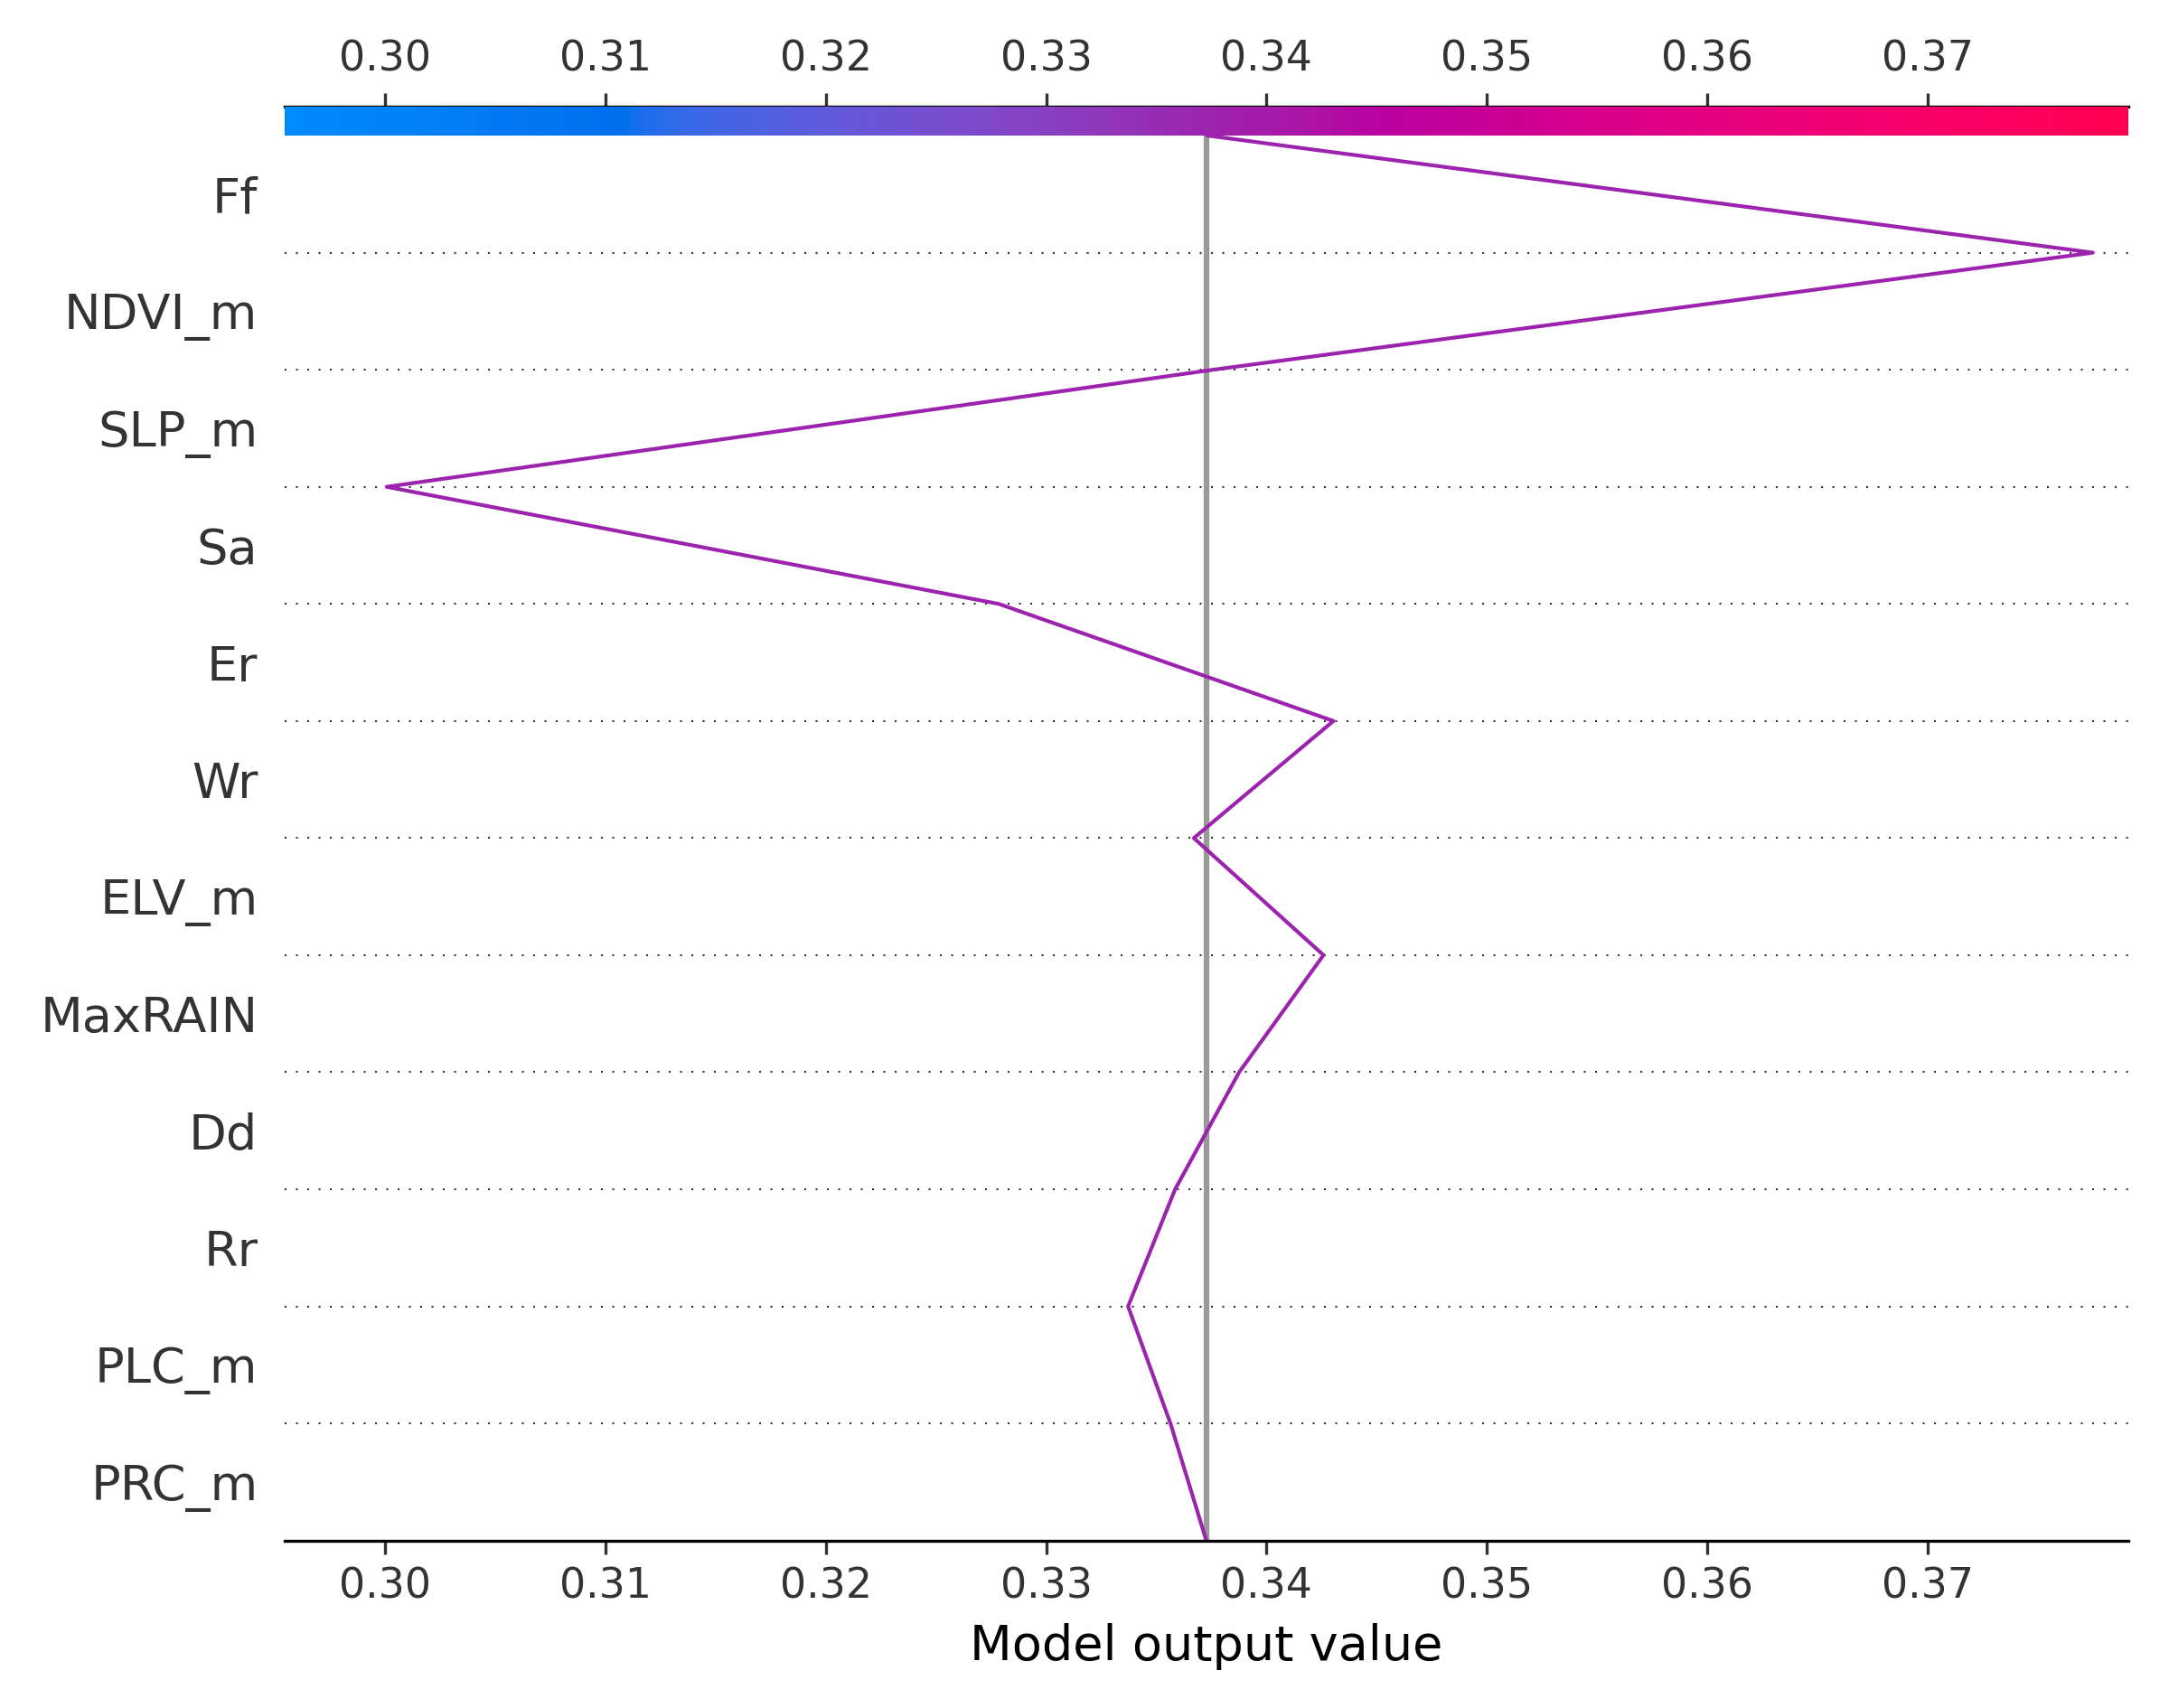 0.30 0.31 0.32 0.33 0.34 0.35 0.36 0.37
Ff
NDVI_m
SLP_m
Sa
Er
Wr
ELV_m
MaxRAIN
Dd
Rr
PLC_m
PRC_m
0.30 0.31 0.32 0.33 0.34 0.35 0.36 0.37
Model output value